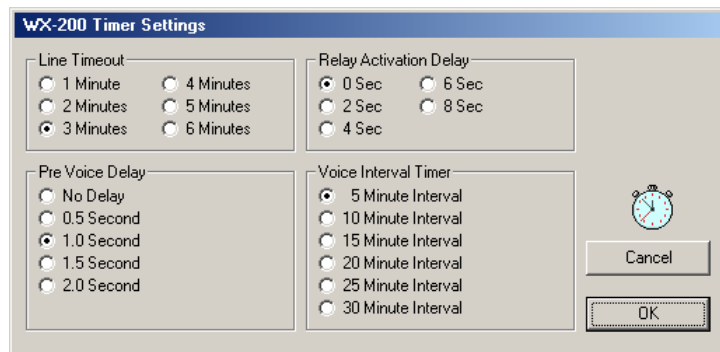 WX-200 Timer Settings
Line Timeout
1 Minute
2 Minutes
3 Minutes
4 Minutes
5 Minutes
6 Minutes
Relay Activation Delay
0 Sec
2 Sec
4 Sec
6 Sec
8 Sec
Pre Voice Delay
No Delay
0.5 Second
1.0 Second
1.5 Second
2.0 Second
Voice Interval Timer
5 Minute Interval
10 Minute Interval
15 Minute Interval
20 Minute Interval
25 Minute Interval
30 Minute Interval
Cancel
OK